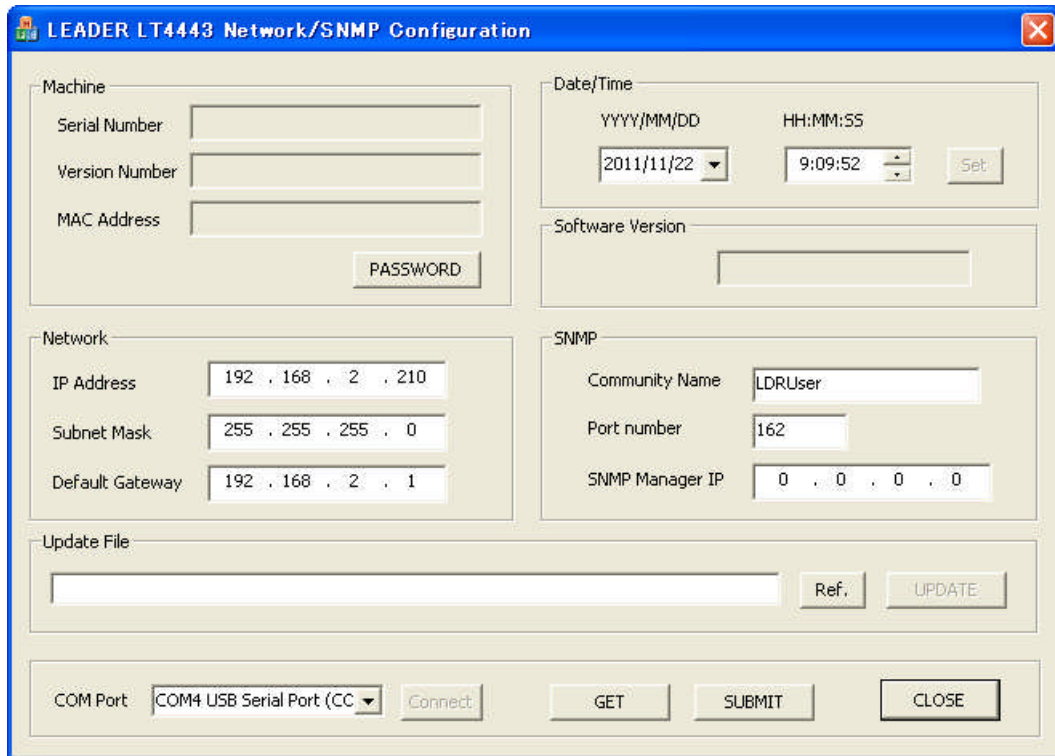 LEADER LT4443 Network/SNMP Configuration
Machine
Serial Number
Version Number
MAC Address
PASSWORD
Date/Time
YYYY/MM/DD HH:MM:SS
2011/11/22 9:09:52 Set
Software Version
Network
IP Address 192 . 168 . 2 . 210
Subnet Mask 255 . 255 . 255 . 0
Default Gateway 192 . 168 . 2 . 1
SNMP
Community Name LDRUser
Port number 162
SNMP Manager IP 0 . 0 . 0 . 0
Update File
Ref. UPDATE
COM Port COM4 USB Serial Port (CC Connect GET SUBMIT CLOSE